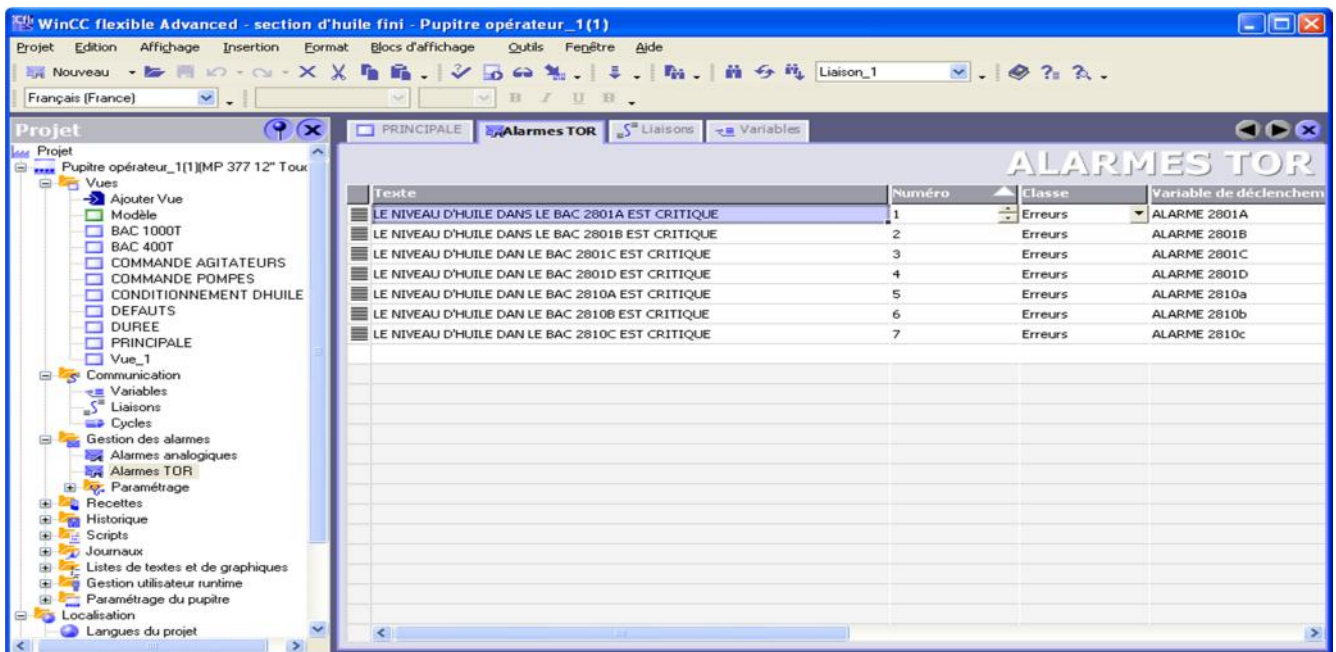 WinCC flexible Advanced - section d'huile fini - Pupitre opérateur_1(1)
Projet Edition Affichage Insertion Format Blocs d'affichage Outils Fenêtre Aide
Nouveau Liaison_1
Français (France) B I U B
Projet
PRINCIPALE Alarmes TOR Liaisons Variables
ALARMES TOR
Projet
Pupitre opérateur_1(1)(MP 377 12" Touc
Vues
Ajouter Vue
Modèle
BAC 1000T
BAC 400T
COMMANDE AGITATEURS
COMMANDE POMPES
CONDITIONNEMENT DHUILE
DEFAUTS
DUREE
PRINCIPALE
Vue_1
Communication
Variables
Liaisons
Cycles
Gestion des alarmes
Alarmes analogiques
Alarmes TOR
Paramétrage
Recettes
Historique
Scripts
Journaux
Listes de textes et de graphiques
Gestion utilisateur runtime
Paramétrage du pupitre
Localisation
Langues du projet
Texte Numéro Classe Variable de déclenchem
LE NIVEAU D'HUILE DANS LE BAC 2801A EST CRITIQUE 1 Erreurs ALARME 2801A
LE NIVEAU D'HUILE DANS LE BAC 2801B EST CRITIQUE 2 Erreurs ALARME 2801B
LE NIVEAU D'HUILE DAN LE BAC 2801C EST CRITIQUE 3 Erreurs ALARME 2801C
LE NIVEAU D'HUILE DAN LE BAC 2801D EST CRITIQUE 4 Erreurs ALARME 2801D
LE NIVEAU D'HUILE DAN LE BAC 2810A EST CRITIQUE 5 Erreurs ALARME 2810a
LE NIVEAU D'HUILE DAN LE BAC 2810B EST CRITIQUE 6 Erreurs ALARME 2810b
LE NIVEAU D'HUILE DAN LE BAC 2810C EST CRITIQUE 7 Erreurs ALARME 2810c